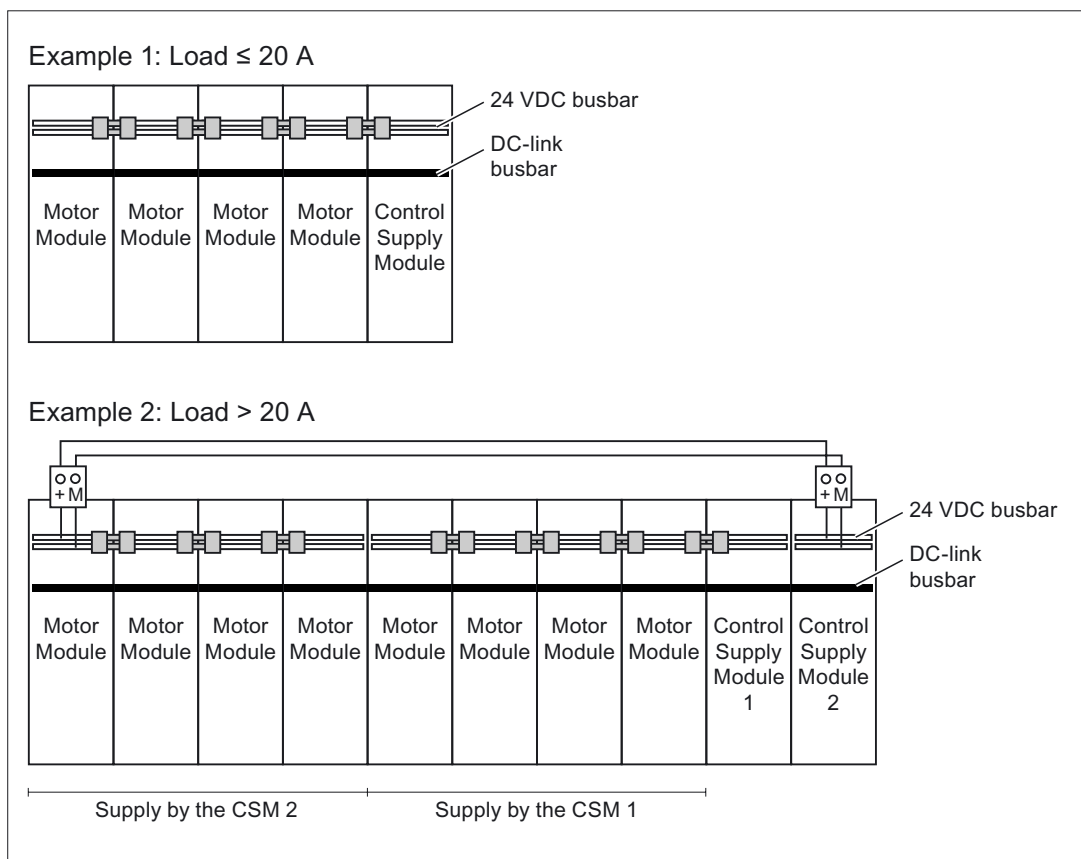 Example 1: Load ≤ 20 A
24 VDC busbar
DC-link
busbar
Motor Module
Motor Module
Motor Module
Motor Module
Control Supply Module
Example 2: Load > 20 A
+ M
+ M
24 VDC busbar
DC-link
busbar
Motor Module
Motor Module
Motor Module
Motor Module
Motor Module
Motor Module
Motor Module
Motor Module
Control Supply Module 1
Control Supply Module 2
Supply by the CSM 2
Supply by the CSM 1